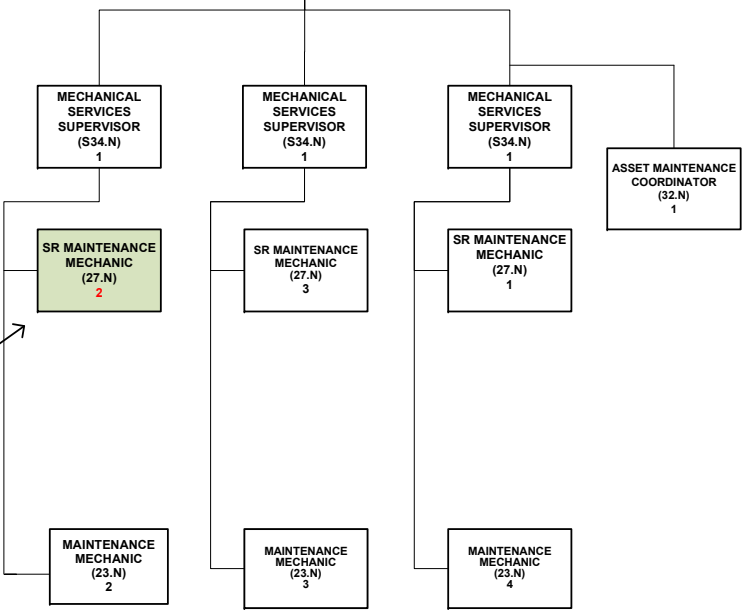 MECHANICAL
SERVICES
SUPERVISOR
(S34.N)
1
MECHANICAL
SERVICES
SUPERVISOR
(S34.N)
1
MECHANICAL
SERVICES
SUPERVISOR
(S34.N)
1
ASSET MAINTENANCE
COORDINATOR
(32.N)
1
SR MAINTENANCE
MECHANIC
(27.N)
2
SR MAINTENANCE
MECHANIC
(27.N)
3
SR MAINTENANCE
MECHANIC
(27.N)
1
MAINTENANCE
MECHANIC
(23.N)
2
MAINTENANCE
MECHANIC
(23.N)
3
MAINTENANCE
MECHANIC
(23.N)
4